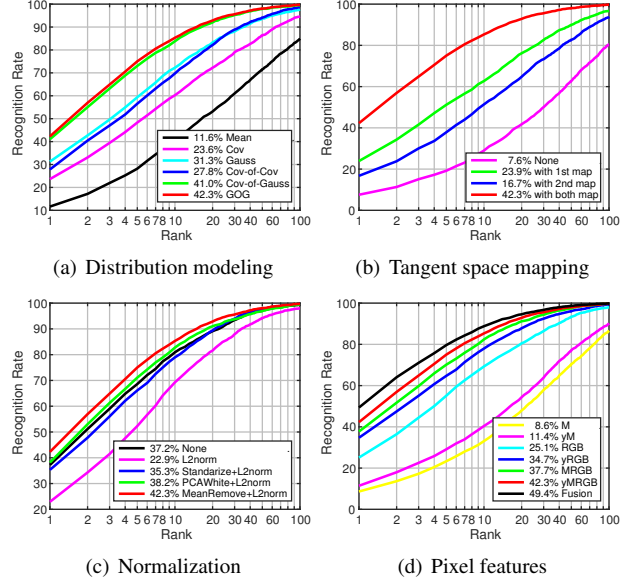 100
90
80
70
60
50
40
30
20
10
Recognition Rate
11.6% Mean
23.6% Cov
31.3% Gauss
27.8% Cov-of-Cov
41.0% Cov-of-Gauss
42.3% GOG
1 2 3 4 5 6 7 8 10 20 30 40 50 100
Rank
(a) Distribution modeling
100
80
60
40
20
0
Recognition Rate
7.6% None
23.9% with 1st map
16.7% with 2nd map
42.3% with both map
1 2 3 4 5 6 7 8 10 20 30 40 50 100
Rank
(b) Tangent space mapping
100
90
80
70
60
50
40
30
20
Recognition Rate
37.2% None
22.9% L2norm
35.3% Standarize+L2norm
38.2% PCAWhite+L2norm
42.3% MeanRemove+L2norm
1 2 3 4 5 6 7 8 10 20 30 40 50 100
Rank
(c) Normalization
100
80
60
40
20
0
Recognition Rate
8.6% M
11.4% yM
25.1% RGB
34.7% yRGB
37.7% MRGB
42.3% yMRGB
49.4% Fusion
1 2 3 4 5 6 7 8 10 20 30 40 50 100
Rank
(d) Pixel features